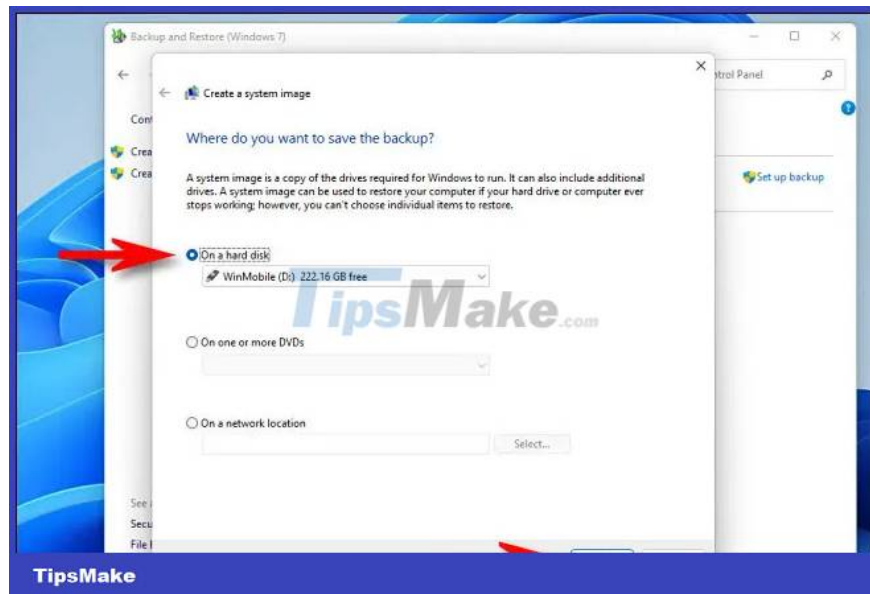 Backup and Restore (Windows 7)
ntrol Panel
Create a system image
Where do you want to save the backup?
A system image is a copy of the drives required for Windows to run. It can also include additional
drives. A system image can be used to restore your computer if your hard drive or computer ever
stops working; however, you can't choose individual items to restore.
Set up backup
On a hard disk
WinMobile (D:) 222.16 GB free
TipsMake.com
On one or more DVDs
On a network location
Select...
Cont
Crea
Crea
See
Secu
File
TipsMake